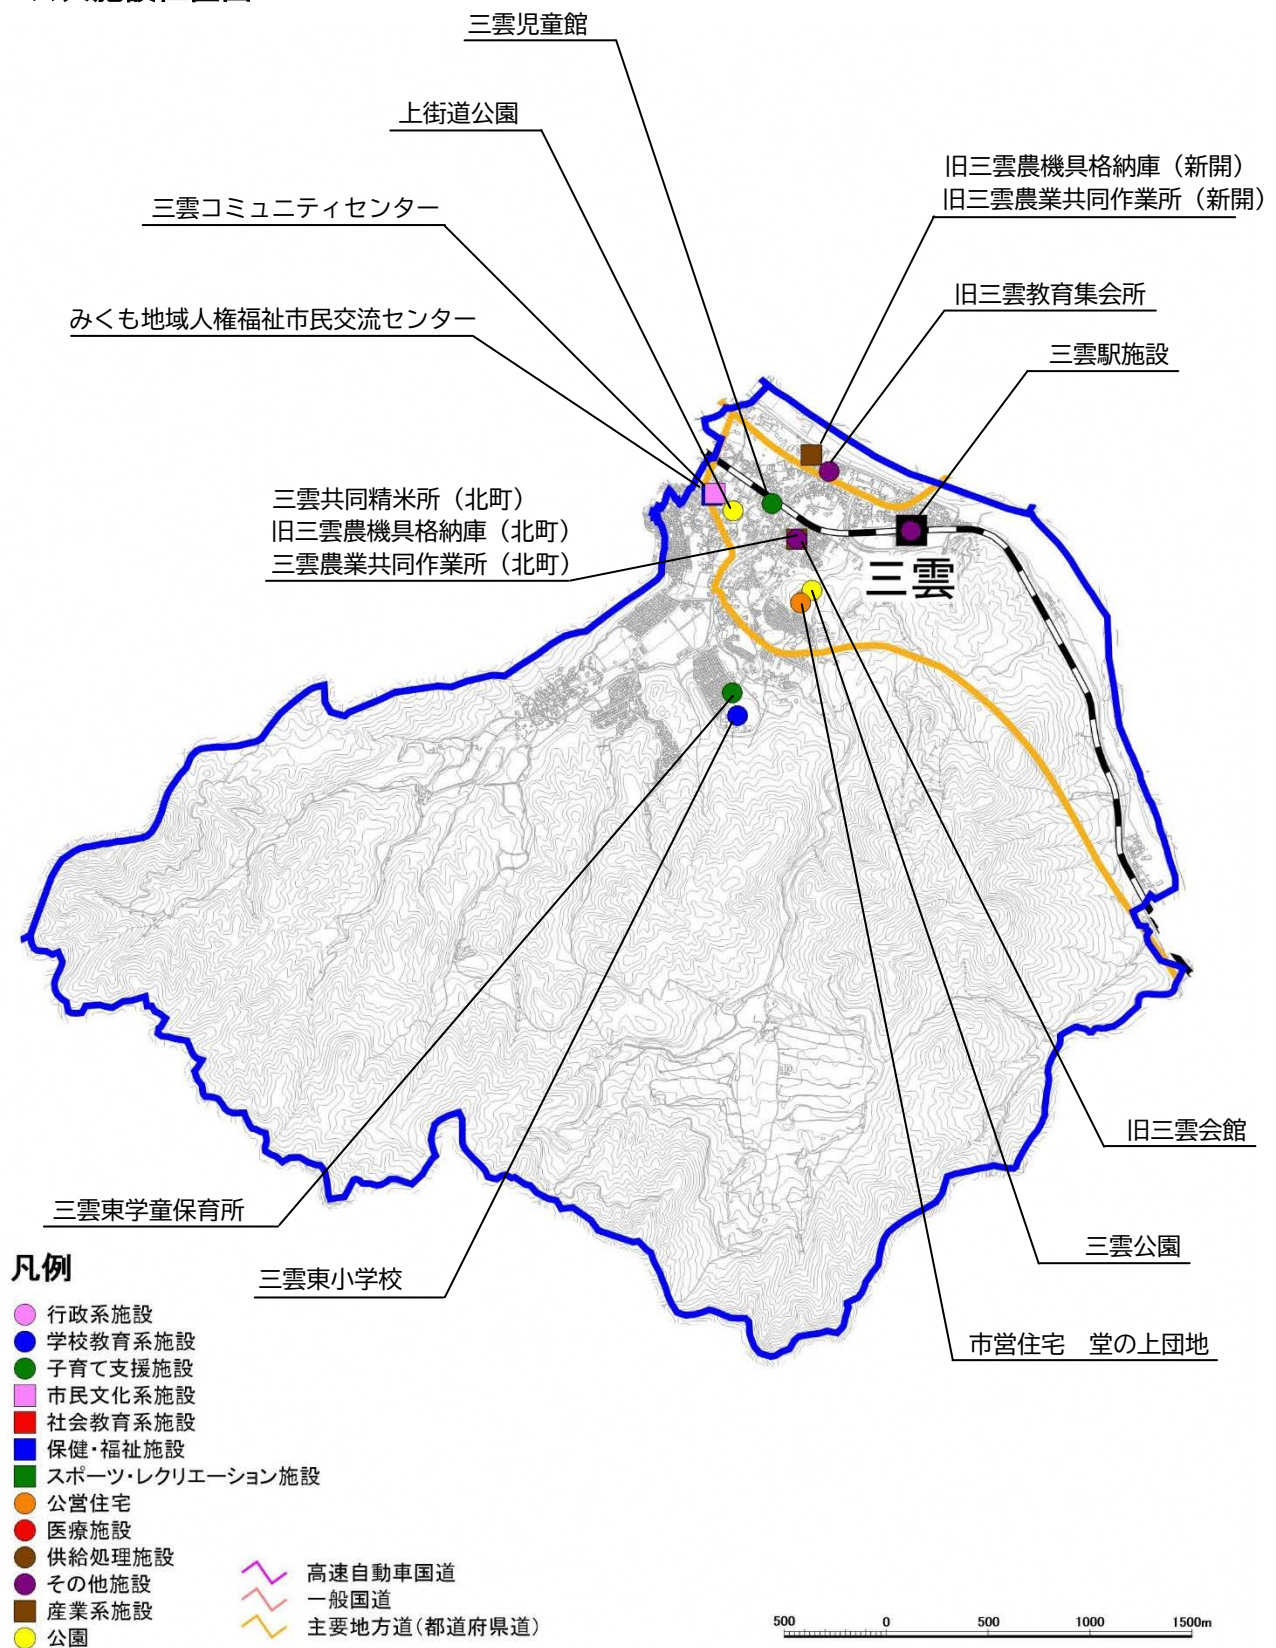 三雲児童館
上街道公園
旧三雲農機具格納庫（新開）
旧三雲農業共同作業所（新開）
三雲コミュニティセンター
旧三雲教育集会所
みくも地域人権福祉市民交流センター
三雲駅施設
三雲共同精米所（北町）
旧三雲農機具格納庫（北町）
三雲農業共同作業所（北町）
三雲
旧三雲会館
三雲東学童保育所
三雲公園
三雲東小学校
市営住宅　堂の上団地
凡例
行政系施設
学校教育系施設
子育て支援施設
市民文化系施設
社会教育系施設
保健・福祉施設
スポーツ・レクリエーション施設
公営住宅
医療施設
供給処理施設
その他施設
産業系施設
公園
高速自動車国道
一般国道
主要地方道（都道府県道）
500 0 500 1000 1500m